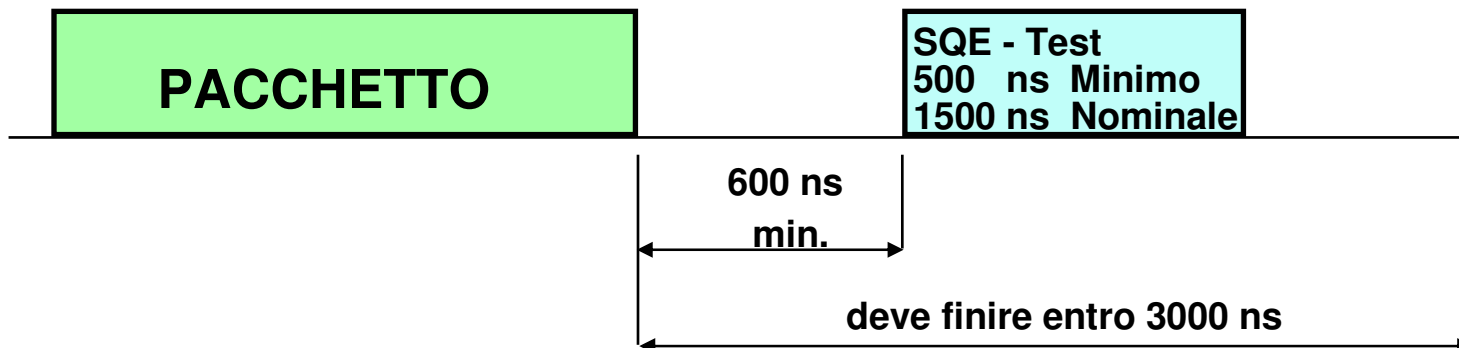 PACCHETTO
SQE - Test
500 ns Minimo
1500 ns Nominale
600 ns
min.
deve finire entro 3000 ns